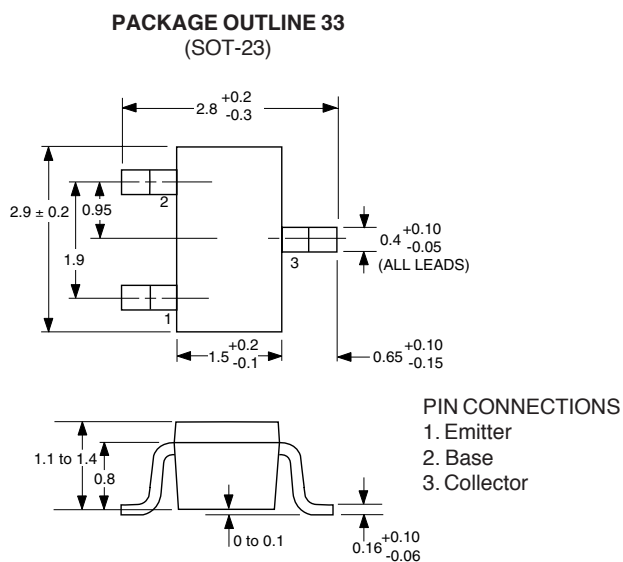 PACKAGE OUTLINE 33
(SOT-23)
2.8 +0.2 -0.3
2
2.9 ± 0.2
0.95
1.9
3
0.4 +0.10 -0.05
(ALL LEADS)
1
1.5 +0.2 -0.1
0.65 +0.10 -0.15
PIN CONNECTIONS
1. Emitter
2. Base
3. Collector
1.1 to 1.4
0.8
0 to 0.1
0.16 +0.10 -0.06